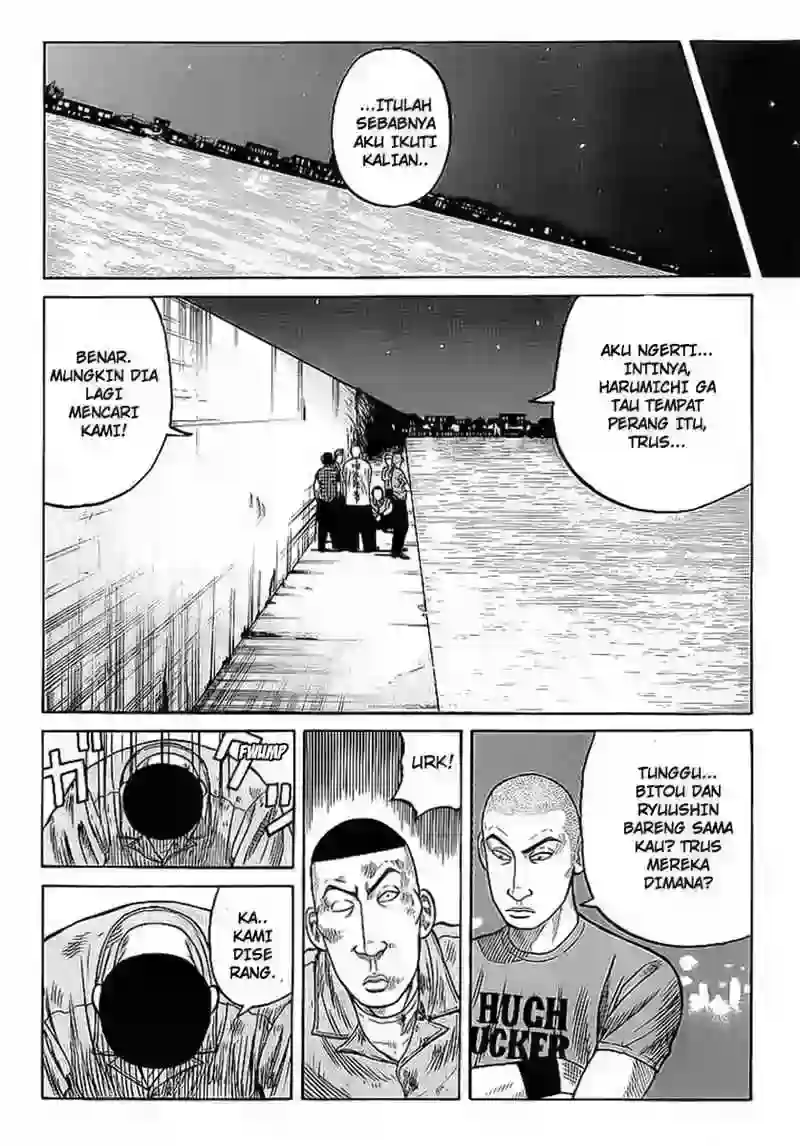 ...ITULAH
SEBABNYA
AKU IKUTI
KALIAN..
AKU NGERTI...
INTINYA,
HARUMICHI GA
TAU TEMPAT
PERANG ITU,
TRUS...
BENAR.
MUNGKIN DIA
LAGI
MENCARI
KAMI!
TUNGGU...
BITOU DAN
RYUUSHIN
BARENG SAMA
KAU? TRUS
MEREKA
DIMANA?
HUGH
UCKER
URK!
FWUMP
ガ
KA..
KAMI
DISE
RANG.